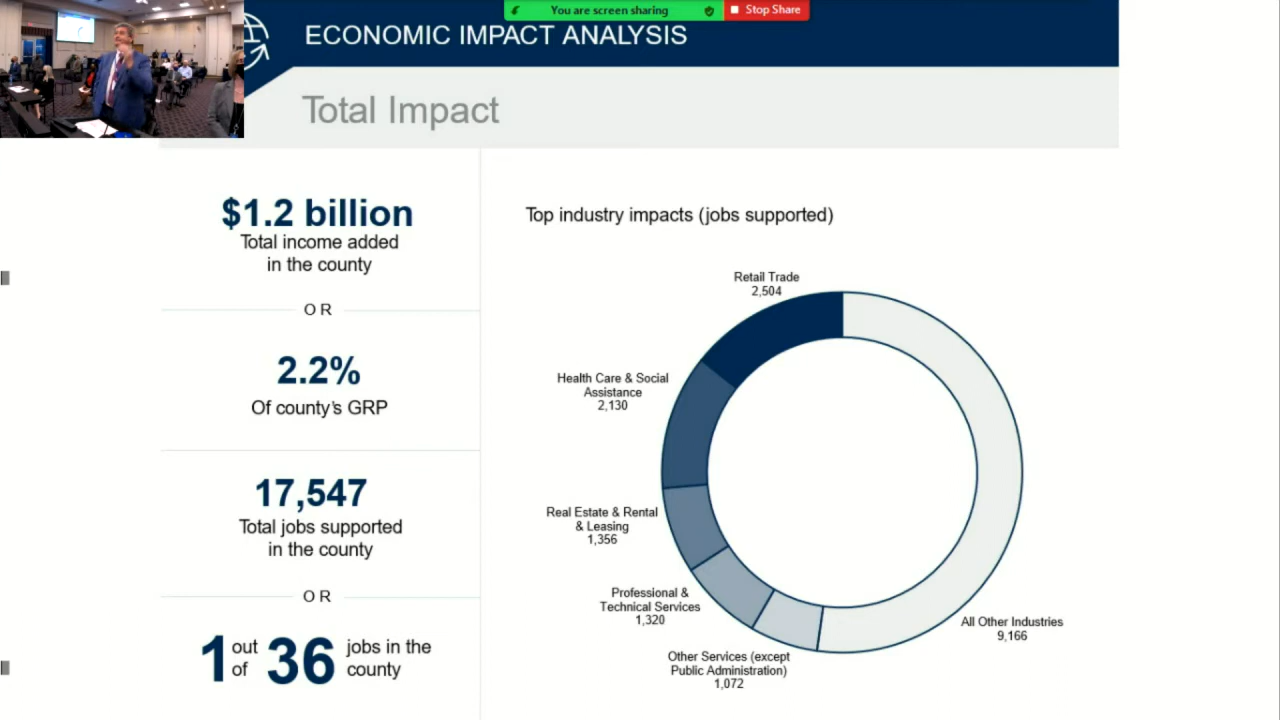 You are screen sharing
Stop Share
ECONOMIC IMPACT ANALYSIS
Total Impact
$1.2 billion
Total income added
in the county
OR
2.2%
Of county's GRP
17,547
Total jobs supported
in the county
OR
1 out of 36 jobs in the county
Top industry impacts (jobs supported)
Retail Trade
2,504
Health Care & Social
Assistance
2,130
Real Estate & Rental
& Leasing
1,356
Professional &
Technical Services
1,320
Other Services (except
Public Administration)
1,072
All Other Industries
9,166